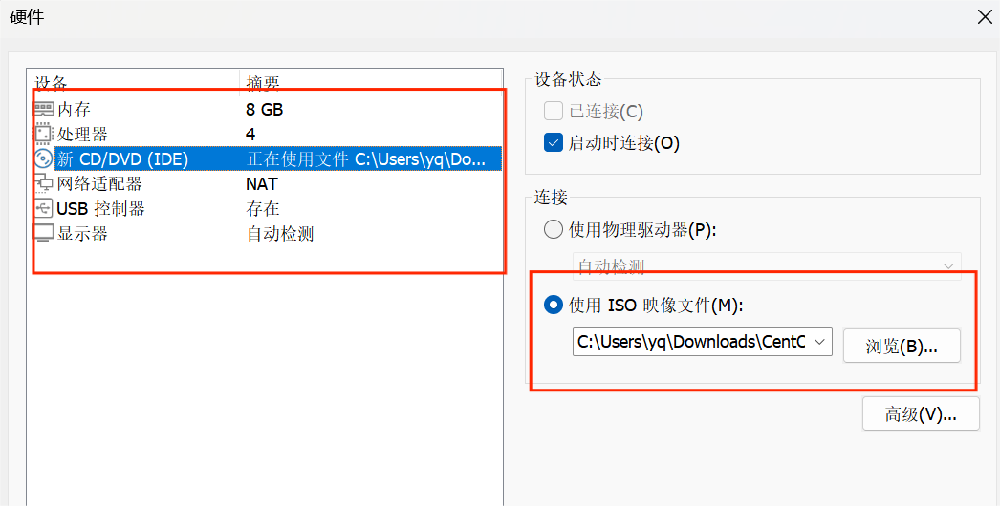 硬件
设备 摘要
内存 8 GB
处理器 4
新 CD/DVD (IDE) 正在使用文件 C:\Users\yq\Do...
网络适配器 NAT
USB 控制器 存在
显示器 自动检测
设备状态
已连接(C)
启动时连接(O)
连接
使用物理驱动器(P):
自动检测
使用 ISO 映像文件(M):
C:\Users\yq\Downloads\CentC
浏览(B)...
高级(V)...